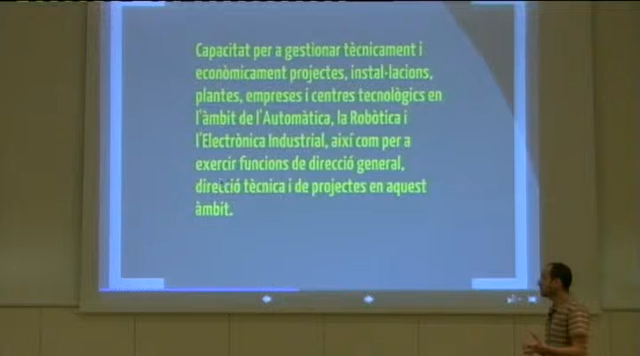 Capacitat per a gestionar tècnicament i
econòmicament projectes, instal·lacions,
plantes, empreses i centres tecnològics en
l'àmbit de l'Automàtica, la Robòtica i
l'Electrònica Industrial, així com per a
exercir funcions de direcció general,
direcció tècnica i de projectes en aquest
àmbit.